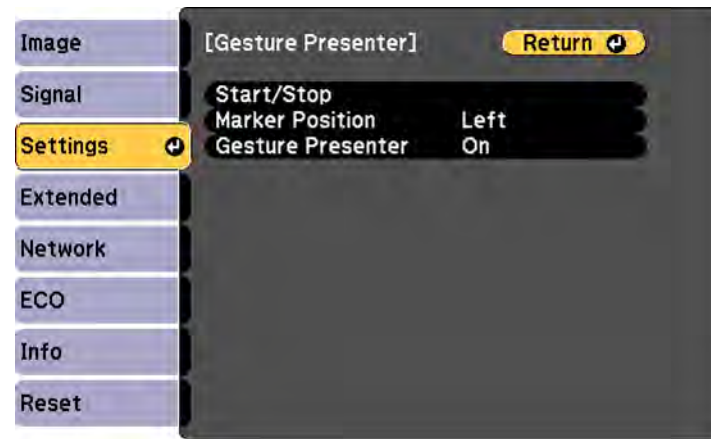 Image
Signal
Settings
Extended
Network
ECO
Info
Reset
[Gesture Presenter]
Return
Start/Stop
Marker Position Left
Gesture Presenter On